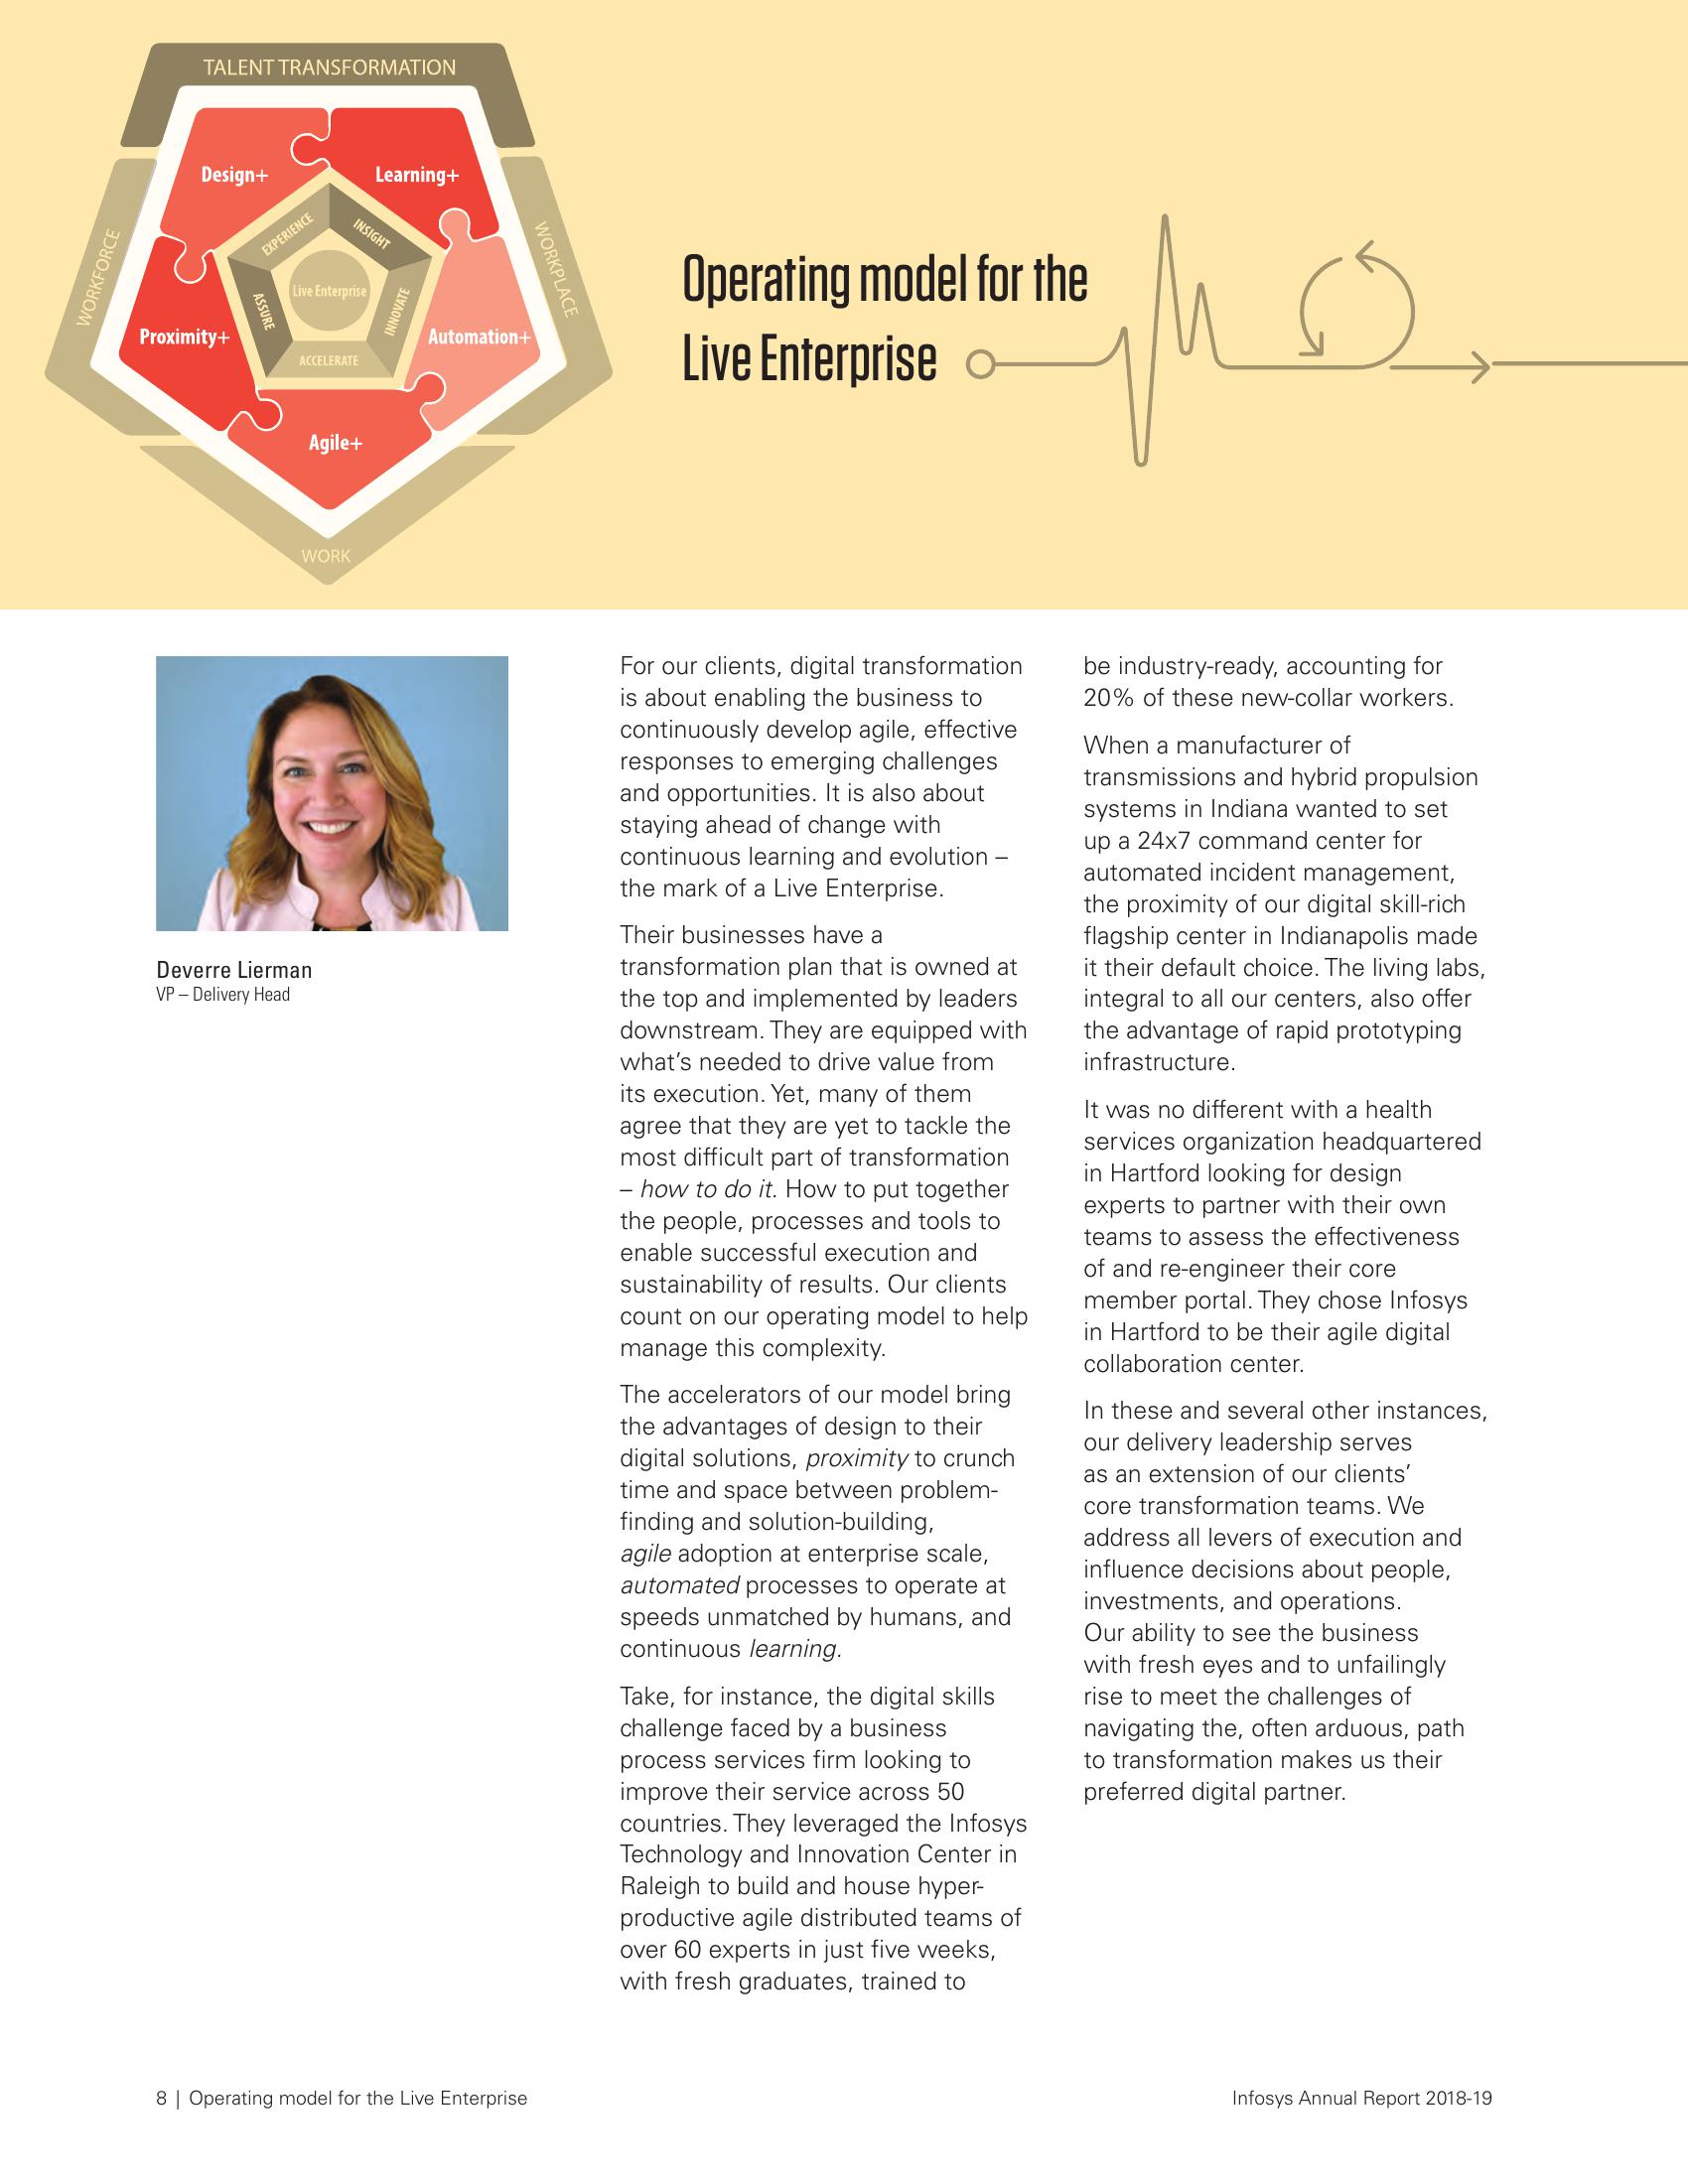 TALENT TRANSFORMATION
Design+
Learning+
WORKFORCE
EXPERIENCE
INSIGHT
WORKPLACE
Live Enterprise
ASSURE
INNOVATE
Proximity+
Automation+
ACCELERATE
Agile+
WORK
Operating model for the
Live Enterprise
Deverre Lierman
VP – Delivery Head
For our clients, digital transformation
is about enabling the business to
continuously develop agile, effective
responses to emerging challenges
and opportunities. It is also about
staying ahead of change with
continuous learning and evolution –
the mark of a Live Enterprise.
Their businesses have a
transformation plan that is owned at
the top and implemented by leaders
downstream. They are equipped with
what's needed to drive value from
its execution. Yet, many of them
agree that they are yet to tackle the
most difficult part of transformation
– how to do it. How to put together
the people, processes and tools to
enable successful execution and
sustainability of results. Our clients
count on our operating model to help
manage this complexity.
The accelerators of our model bring
the advantages of design to their
digital solutions, proximity to crunch
time and space between problem-
finding and solution-building,
agile adoption at enterprise scale,
automated processes to operate at
speeds unmatched by humans, and
continuous learning.
Take, for instance, the digital skills
challenge faced by a business
process services firm looking to
improve their service across 50
countries. They leveraged the Infosys
Technology and Innovation Center in
Raleigh to build and house hyper-
productive agile distributed teams of
over 60 experts in just five weeks,
with fresh graduates, trained to
be industry-ready, accounting for
20% of these new-collar workers.
When a manufacturer of
transmissions and hybrid propulsion
systems in Indiana wanted to set
up a 24x7 command center for
automated incident management,
the proximity of our digital skill-rich
flagship center in Indianapolis made
it their default choice. The living labs,
integral to all our centers, also offer
the advantage of rapid prototyping
infrastructure.
It was no different with a health
services organization headquartered
in Hartford looking for design
experts to partner with their own
teams to assess the effectiveness
of and re-engineer their core
member portal. They chose Infosys
in Hartford to be their agile digital
collaboration center.
In these and several other instances,
our delivery leadership serves
as an extension of our clients'
core transformation teams. We
address all levers of execution and
influence decisions about people,
investments, and operations.
Our ability to see the business
with fresh eyes and to unfailingly
rise to meet the challenges of
navigating the, often arduous, path
to transformation makes us their
preferred digital partner.
8 | Operating model for the Live Enterprise
Infosys Annual Report 2018-19